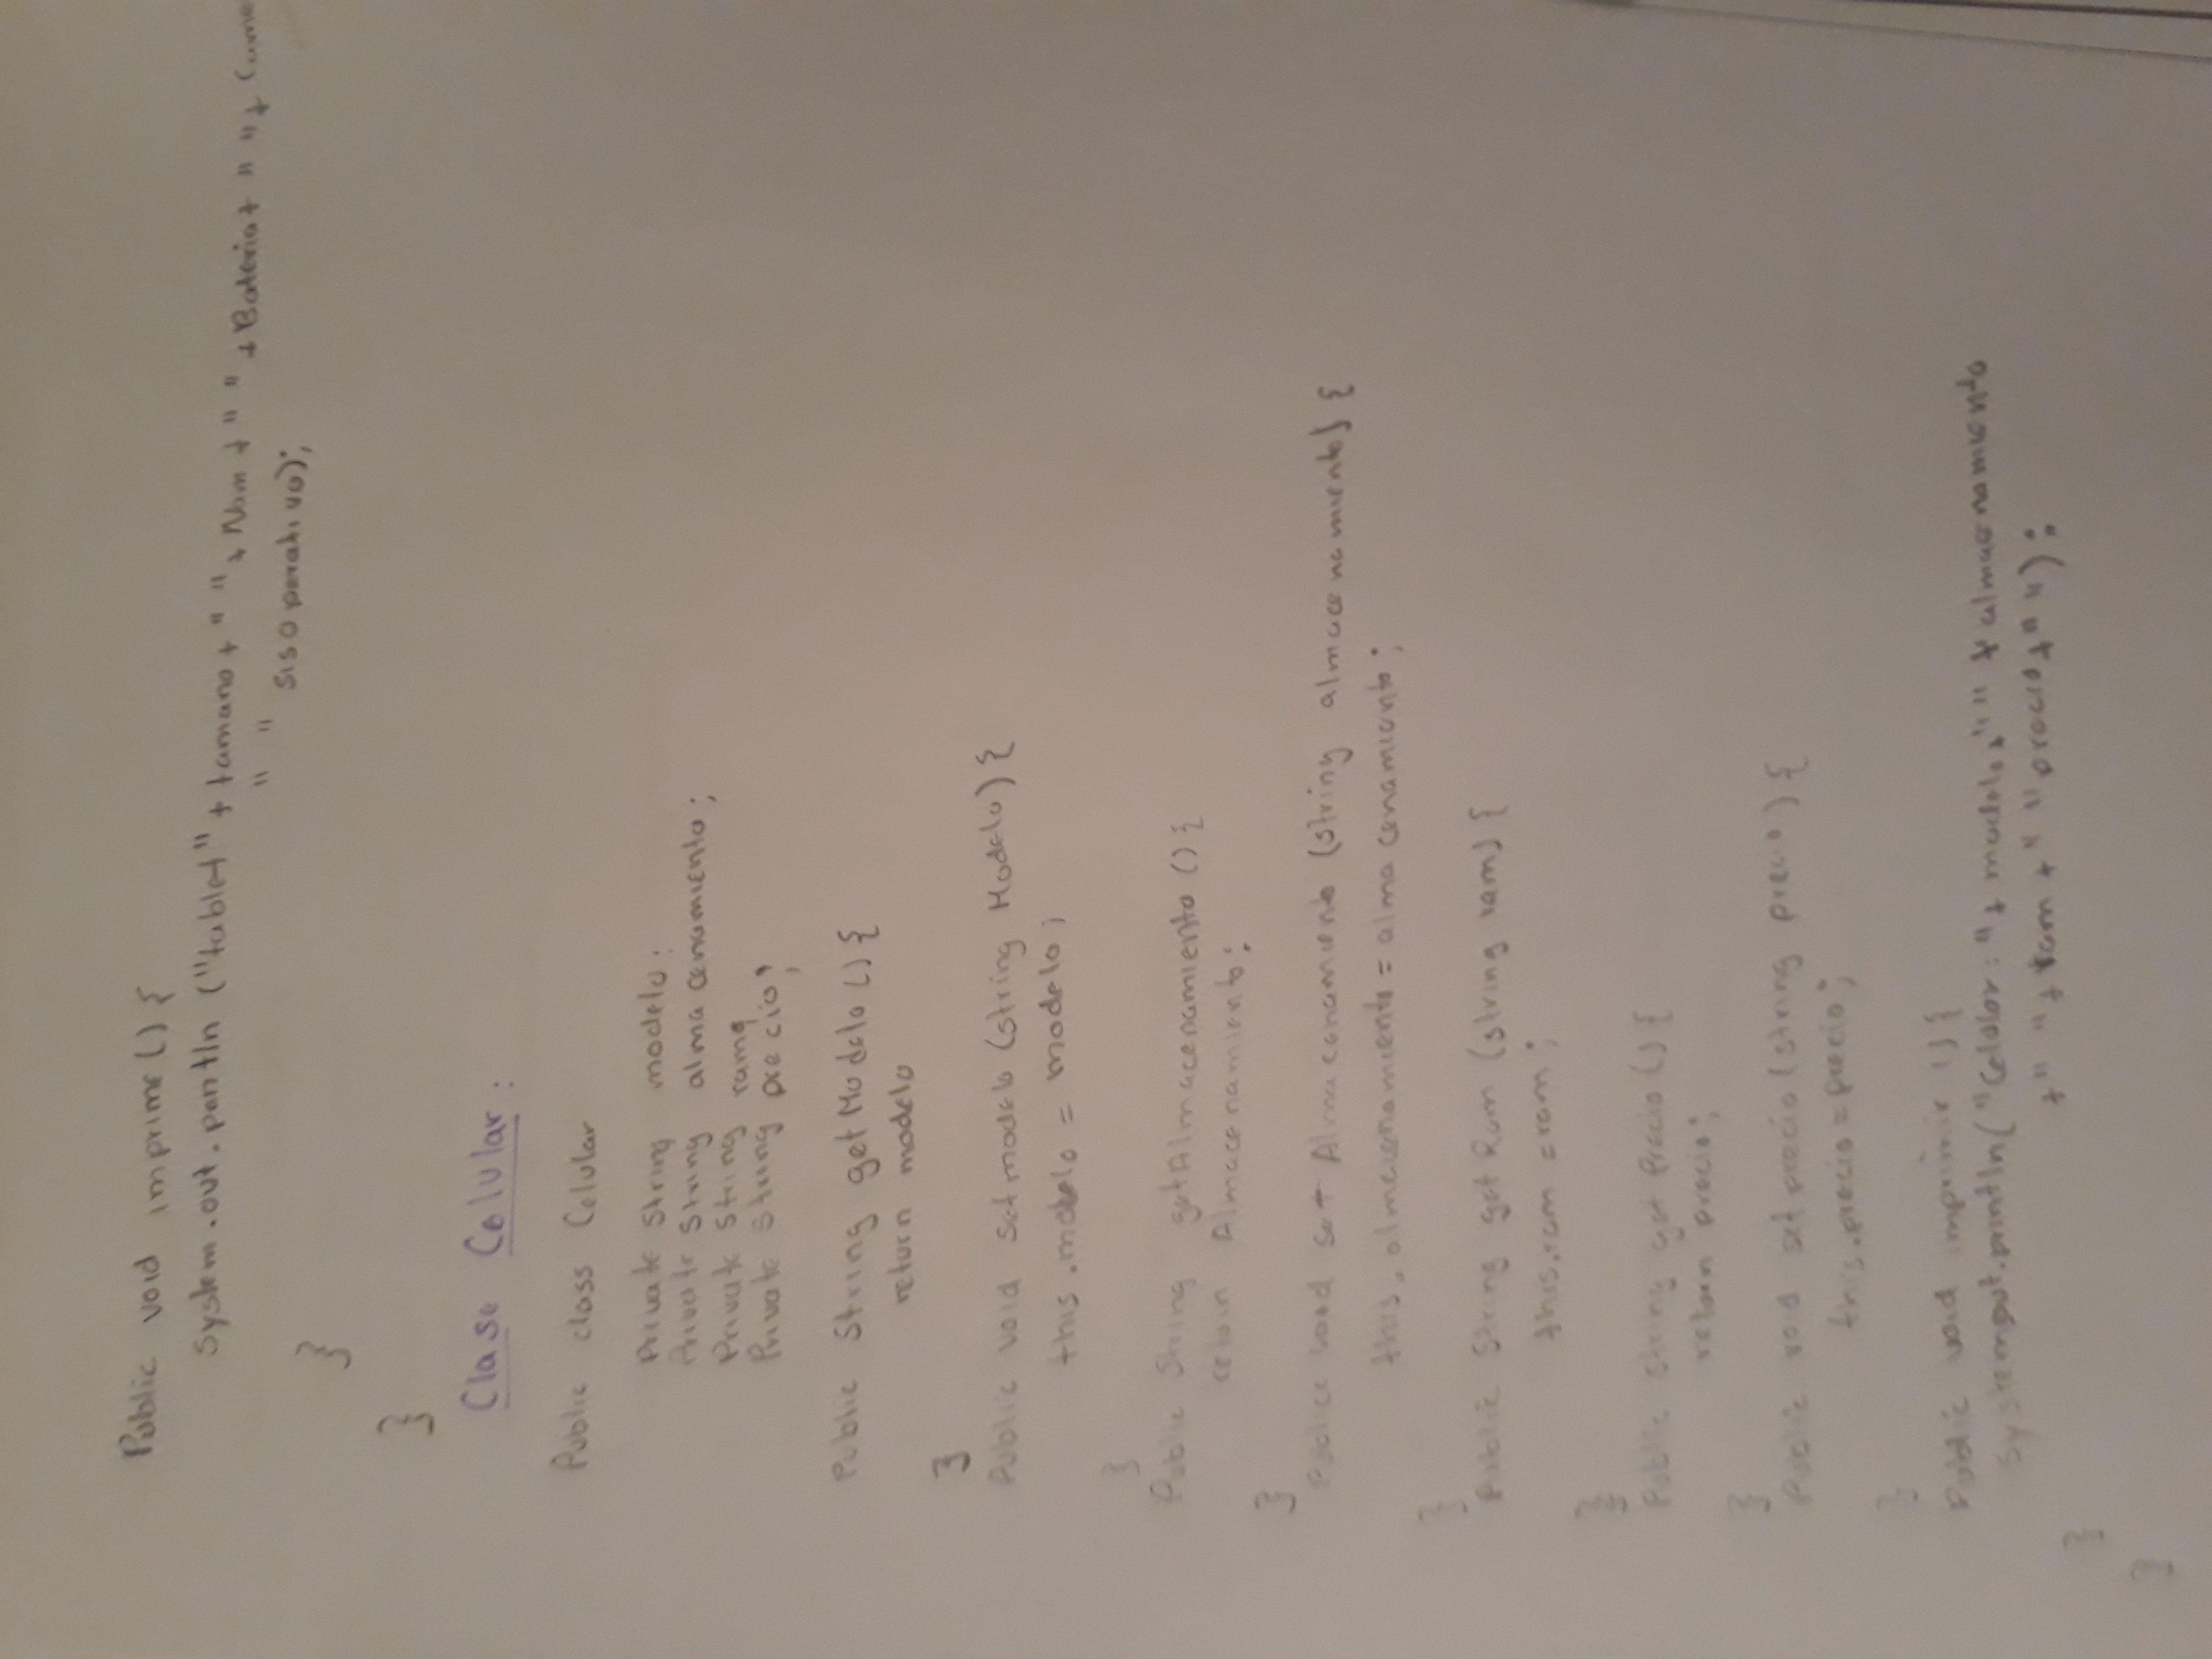 Public void imprime () {
System.out.pontln ("tablet" + tamano + " " + Nom + " " + Bateria + " " + Came
" " sisoperativo);
}
}
Clase Celular:
Public class Celular
Private String modelo;
Private String almacenamiento;
Private String ram;
Private String precio;
Public String getModelo () {
return modelo
}
Public void setmodelo (string Modelo) {
this.modelo = modelo;
}
Public String getAlmacenamiento () {
return Almacenamiento:
}
Public void set Almacenamiento (string almacenamiento) {
this.almacenamiento = almacenamiento;
}
Public String get Ram (string ram) {
this.ram = ram;
}
Public String get Precio () {
return precio;
}
Public void set precio (string precio) {
this.precio = precio;
}
Public void imprimir () {
System.out.println("Celular: " + modelo + " " + almacenamiento
+ " " + ram + " " precio + " ");
}
}